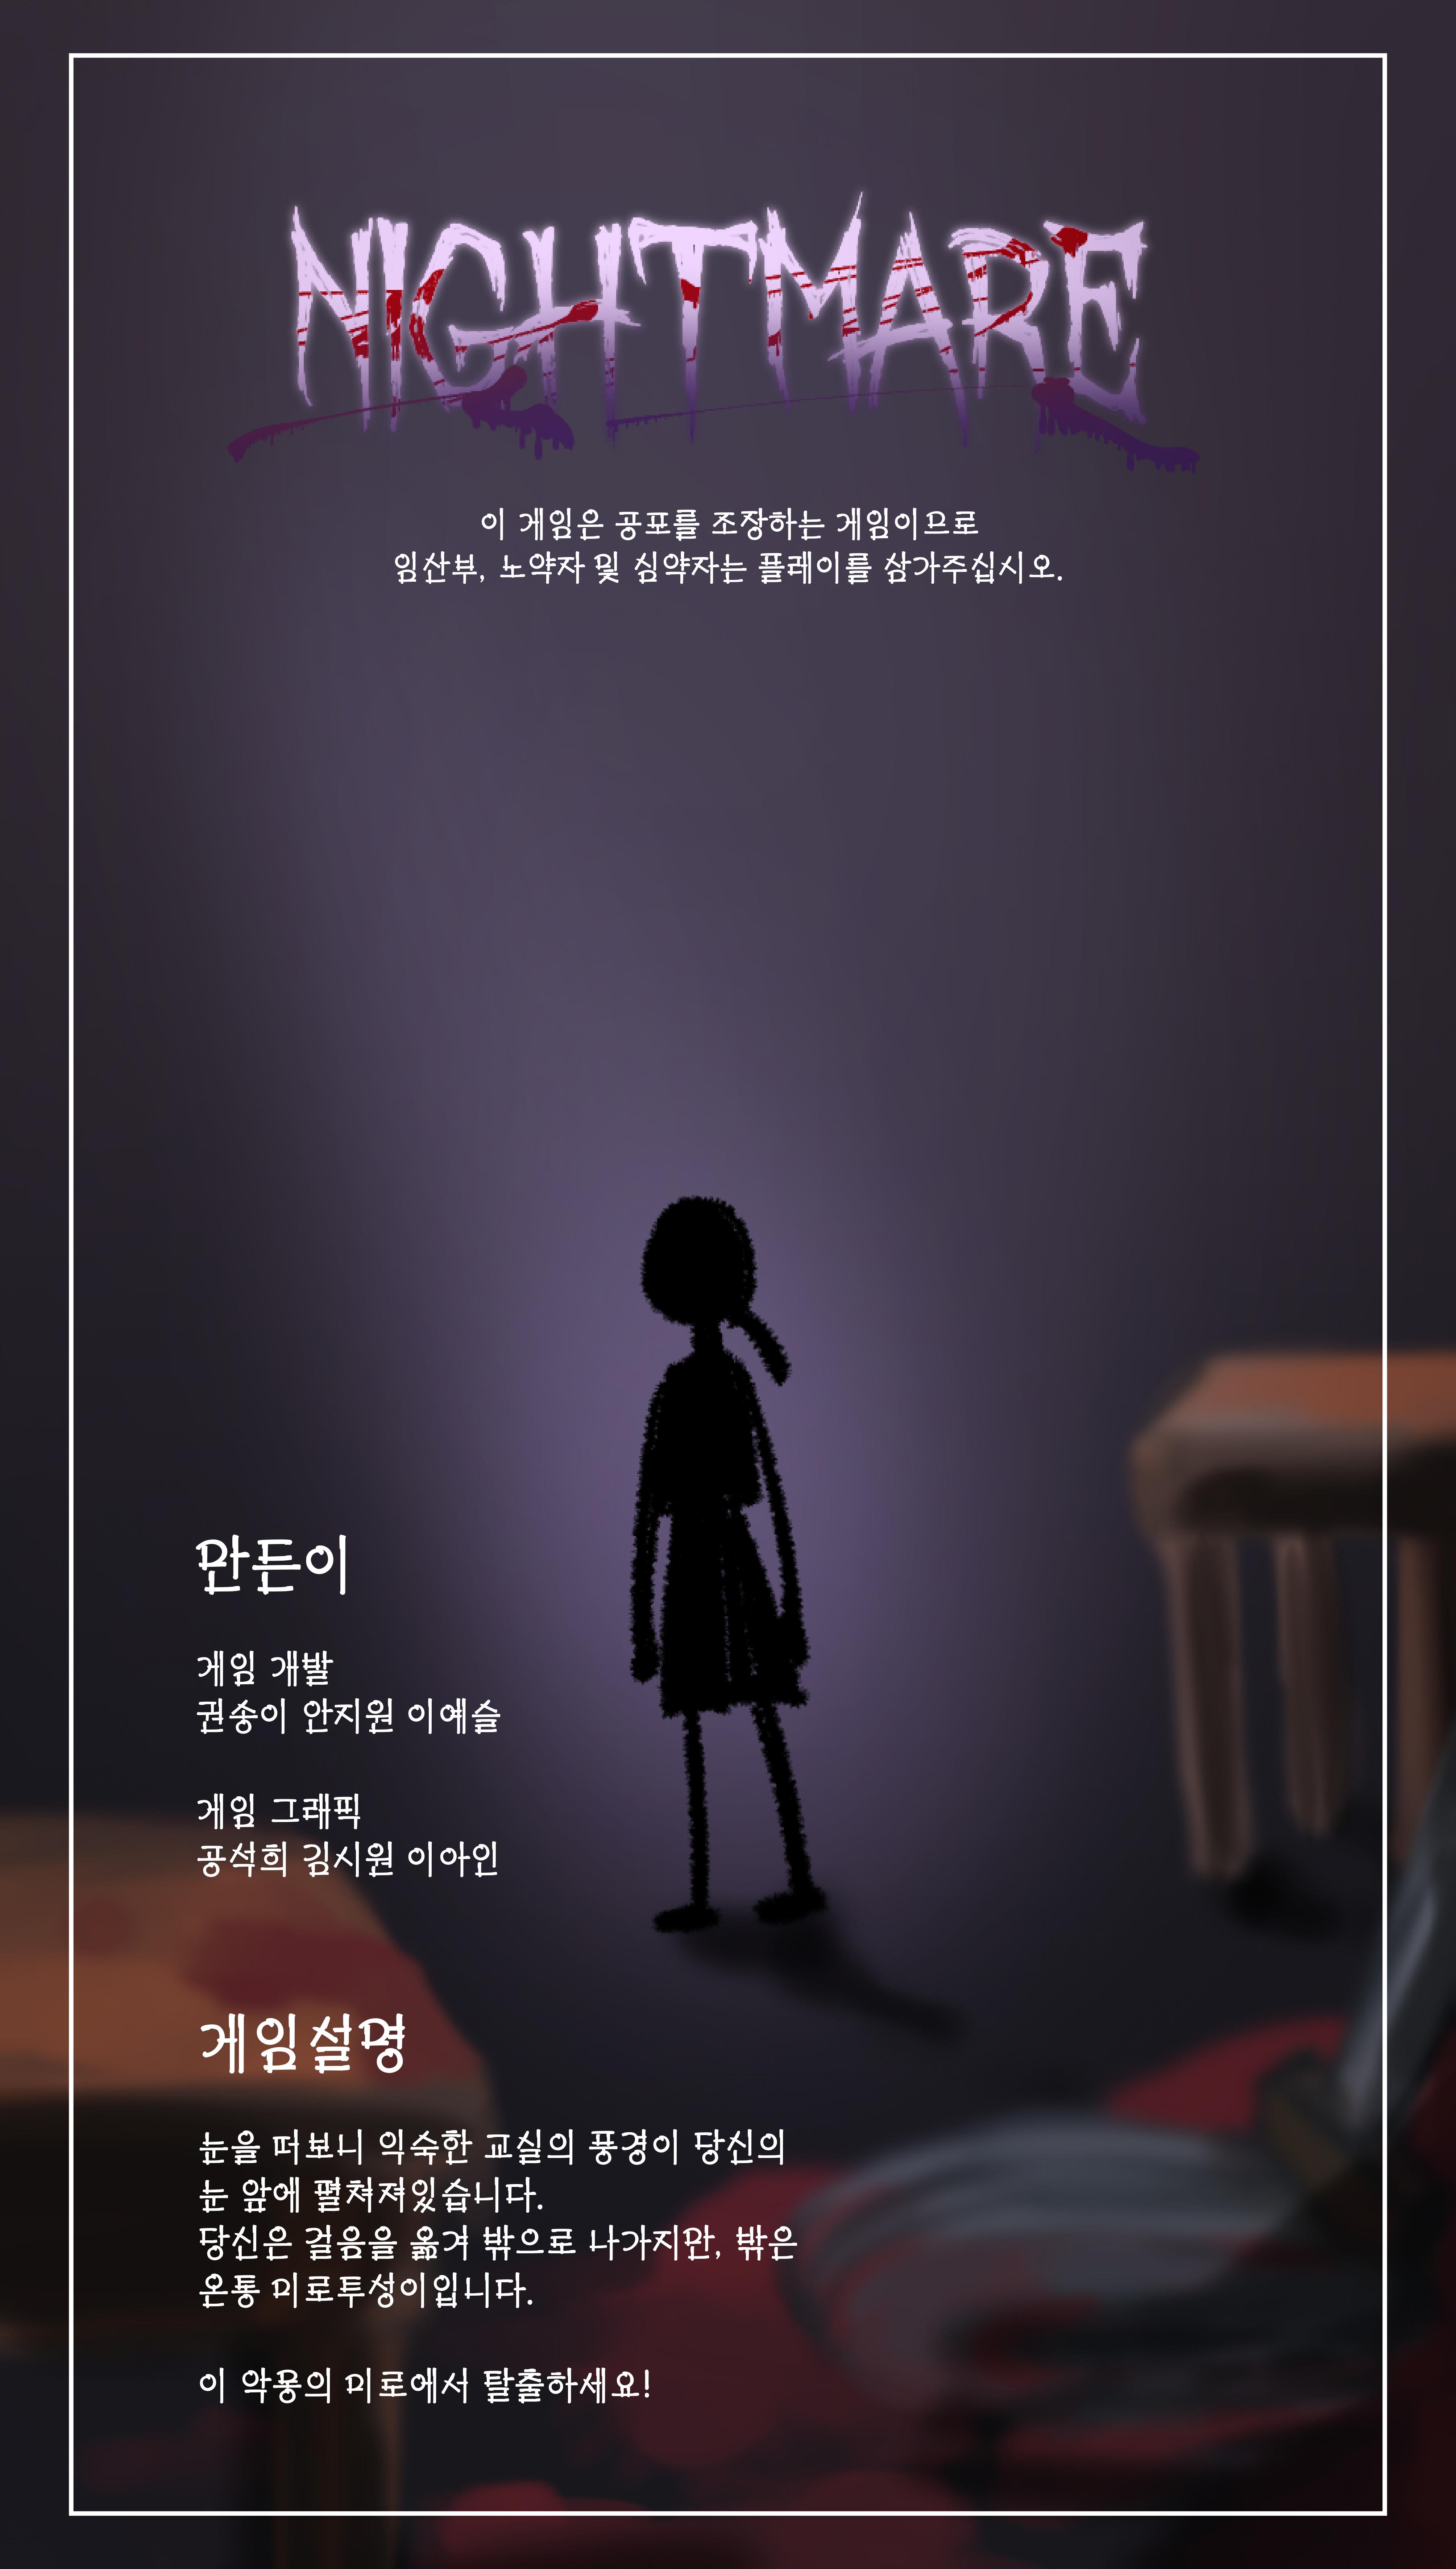 NIGHTMARE
이 게임은 공포를 조장하는 게임이므로
임산부, 노약자 및 심약자는 플레이를 삼가주십시오.
만든이
게임 개발
권송이 안지원 이예슬
게임 그래픽
공석희 김시원 이아인
게임설명
눈을 떠보니 익숙한 교실의 풍경이 당신의
눈 앞에 펼쳐져있습니다.
당신은 걸음을 옮겨 밖으로 나가지만, 밖은
온통 미로투성이입니다.
이 악몽의 미로에서 탈출하세요!